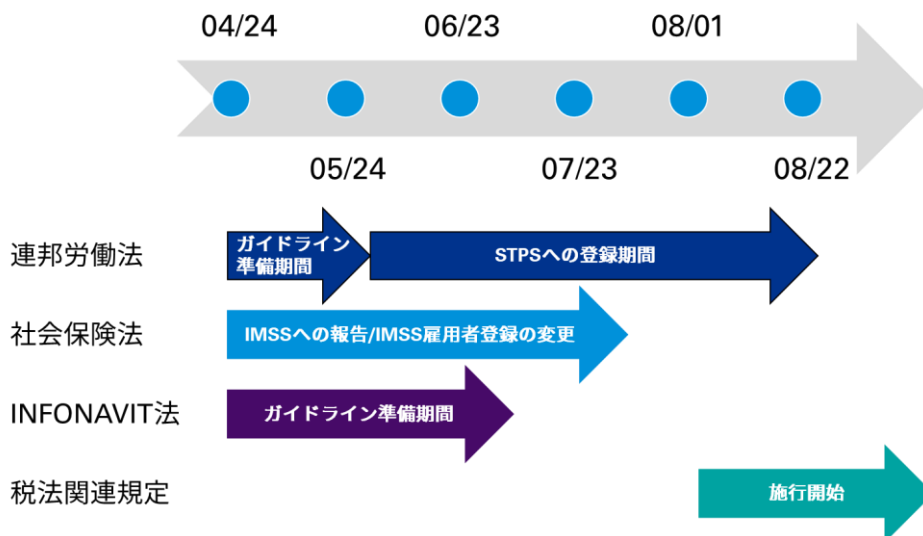 04/24
06/23
08/01
05/24
07/23
08/22
連邦労働法
ガイドライン
準備期間
STPSへの登録期間
社会保険法
IMSSへの報告/IMSS雇用者登録の変更
INFONAVIT法
ガイドライン準備期間
税法関連規定
施行開始